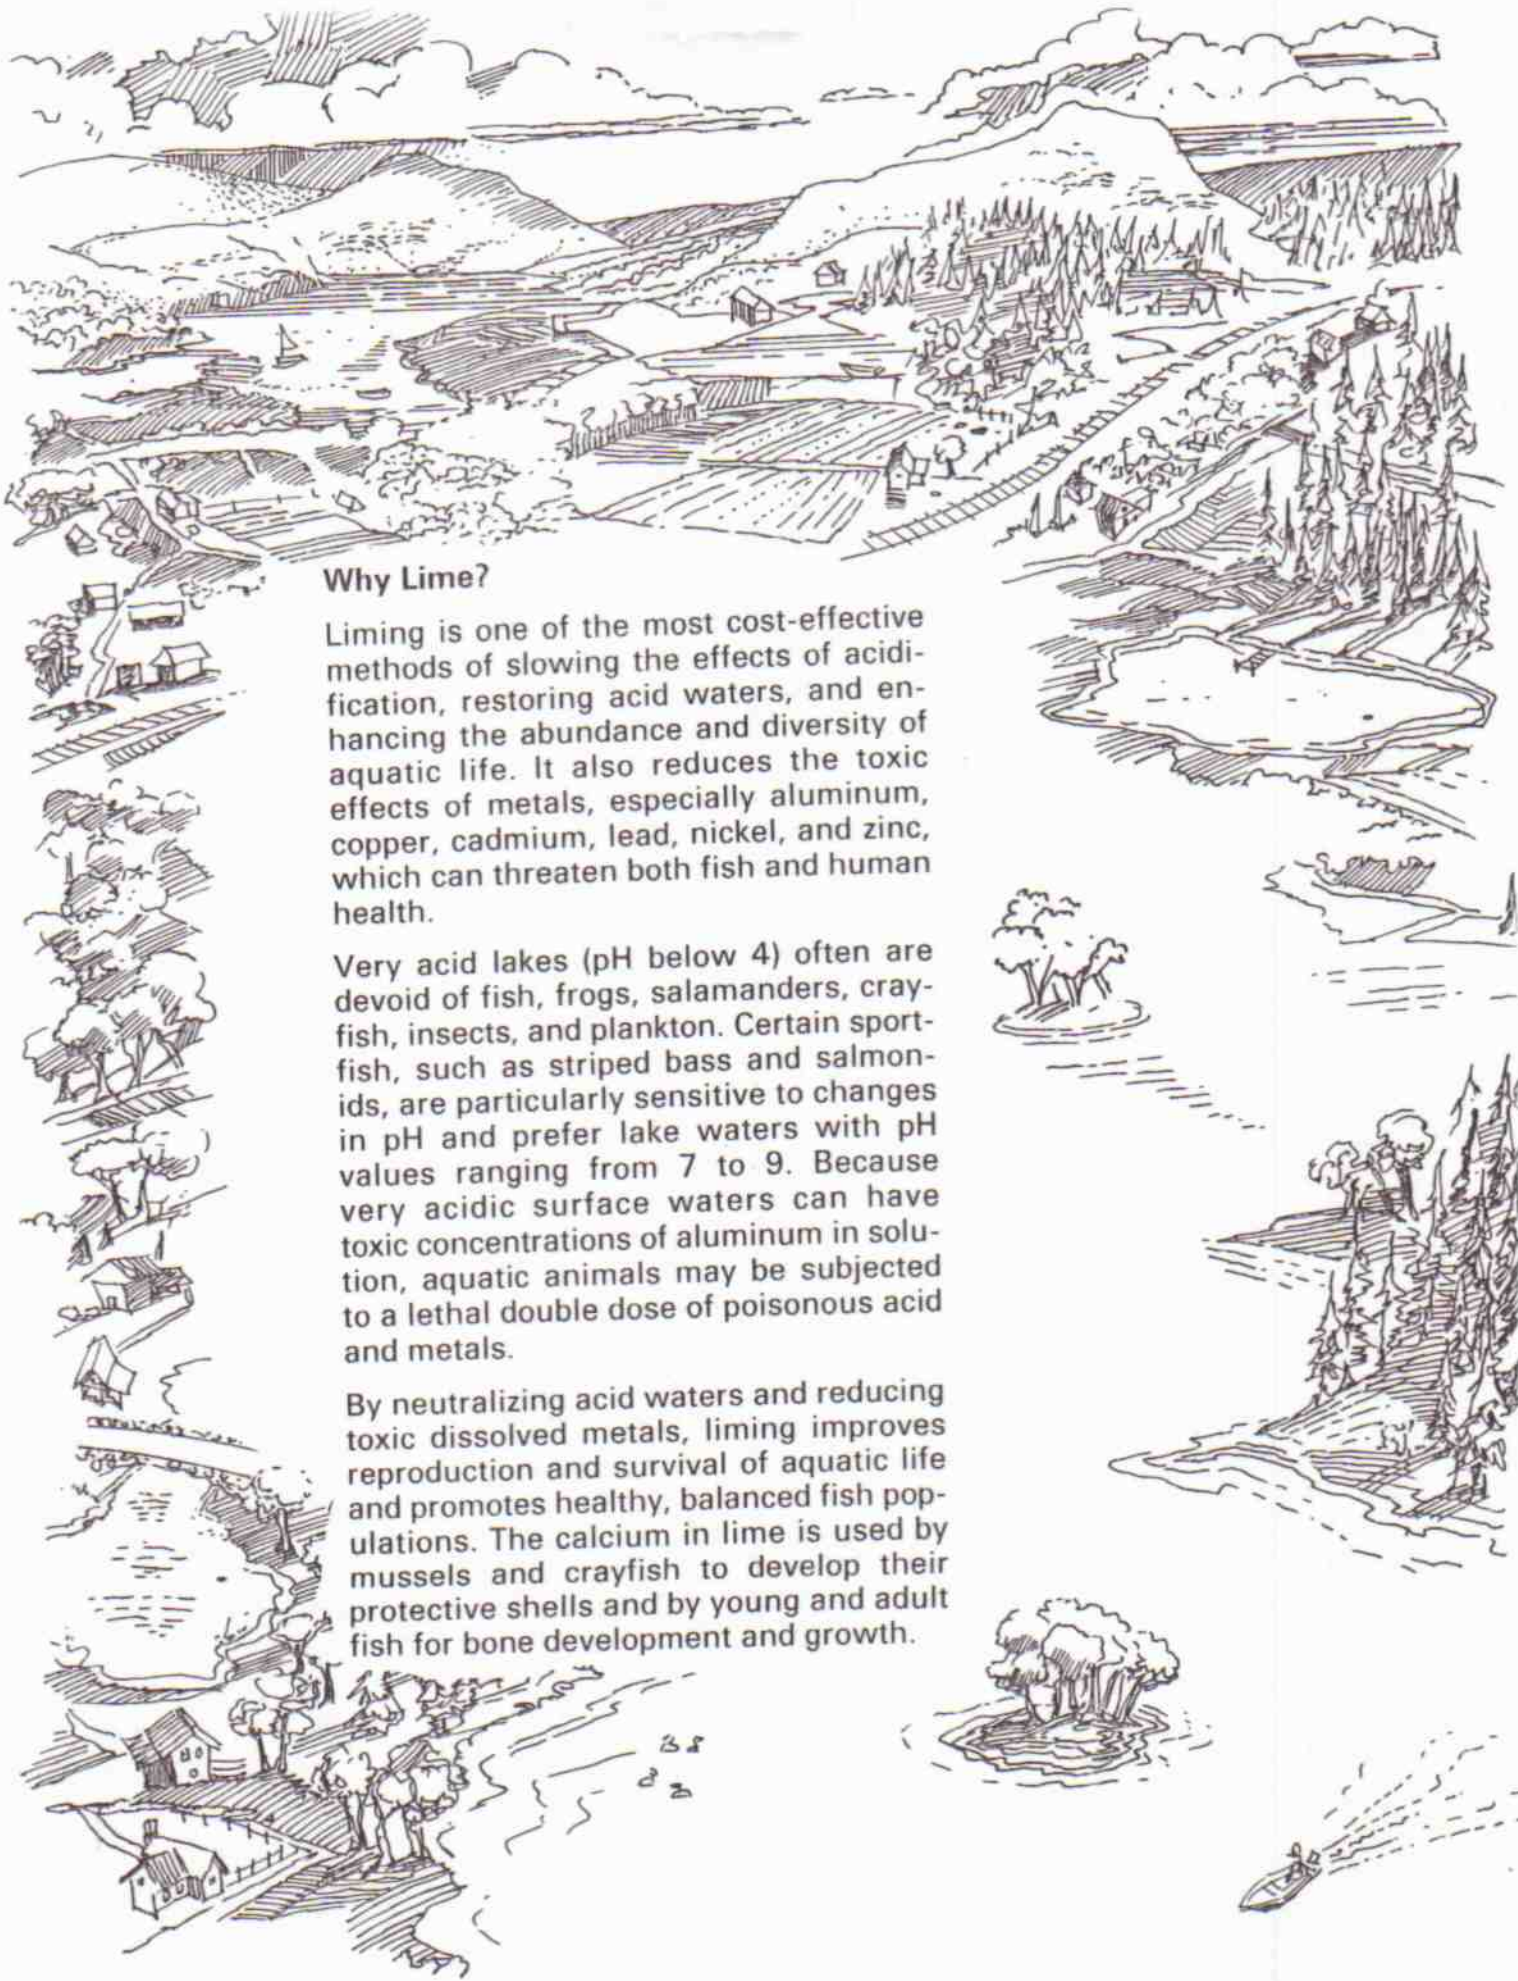 Why Lime?
Liming is one of the most cost-effective
methods of slowing the effects of acidi-
fication, restoring acid waters, and en-
hancing the abundance and diversity of
aquatic life. It also reduces the toxic
effects of metals, especially aluminum,
copper, cadmium, lead, nickel, and zinc,
which can threaten both fish and human
health.
Very acid lakes (pH below 4) often are
devoid of fish, frogs, salamanders, cray-
fish, insects, and plankton. Certain sport-
fish, such as striped bass and salmon-
ids, are particularly sensitive to changes
in pH and prefer lake waters with pH
values ranging from 7 to 9. Because
very acidic surface waters can have
toxic concentrations of aluminum in solu-
tion, aquatic animals may be subjected
to a lethal double dose of poisonous acid
and metals.
By neutralizing acid waters and reducing
toxic dissolved metals, liming improves
reproduction and survival of aquatic life
and promotes healthy, balanced fish pop-
ulations. The calcium in lime is used by
mussels and crayfish to develop their
protective shells and by young and adult
fish for bone development and growth.